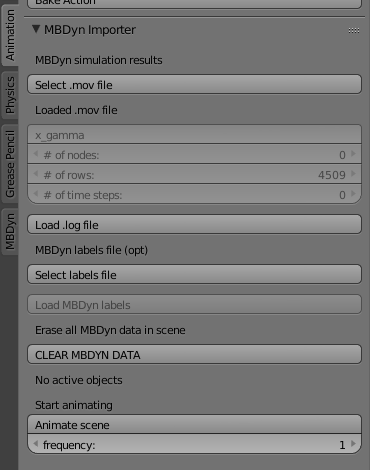 Bake Action
MBDyn Importer
MBDyn simulation results
Select .mov file
Loaded .mov file
x_gamma
# of nodes: 0
# of rows: 4509
# of time steps: 0
Load .log file
MBDyn labels file (opt)
Select labels file
Load MBDyn labels
Erase all MBDyn data in scene
CLEAR MBDYN DATA
No active objects
Start animating
Animate scene
frequency: 1
Animation
Physics
Grease Pencil
MBDyn